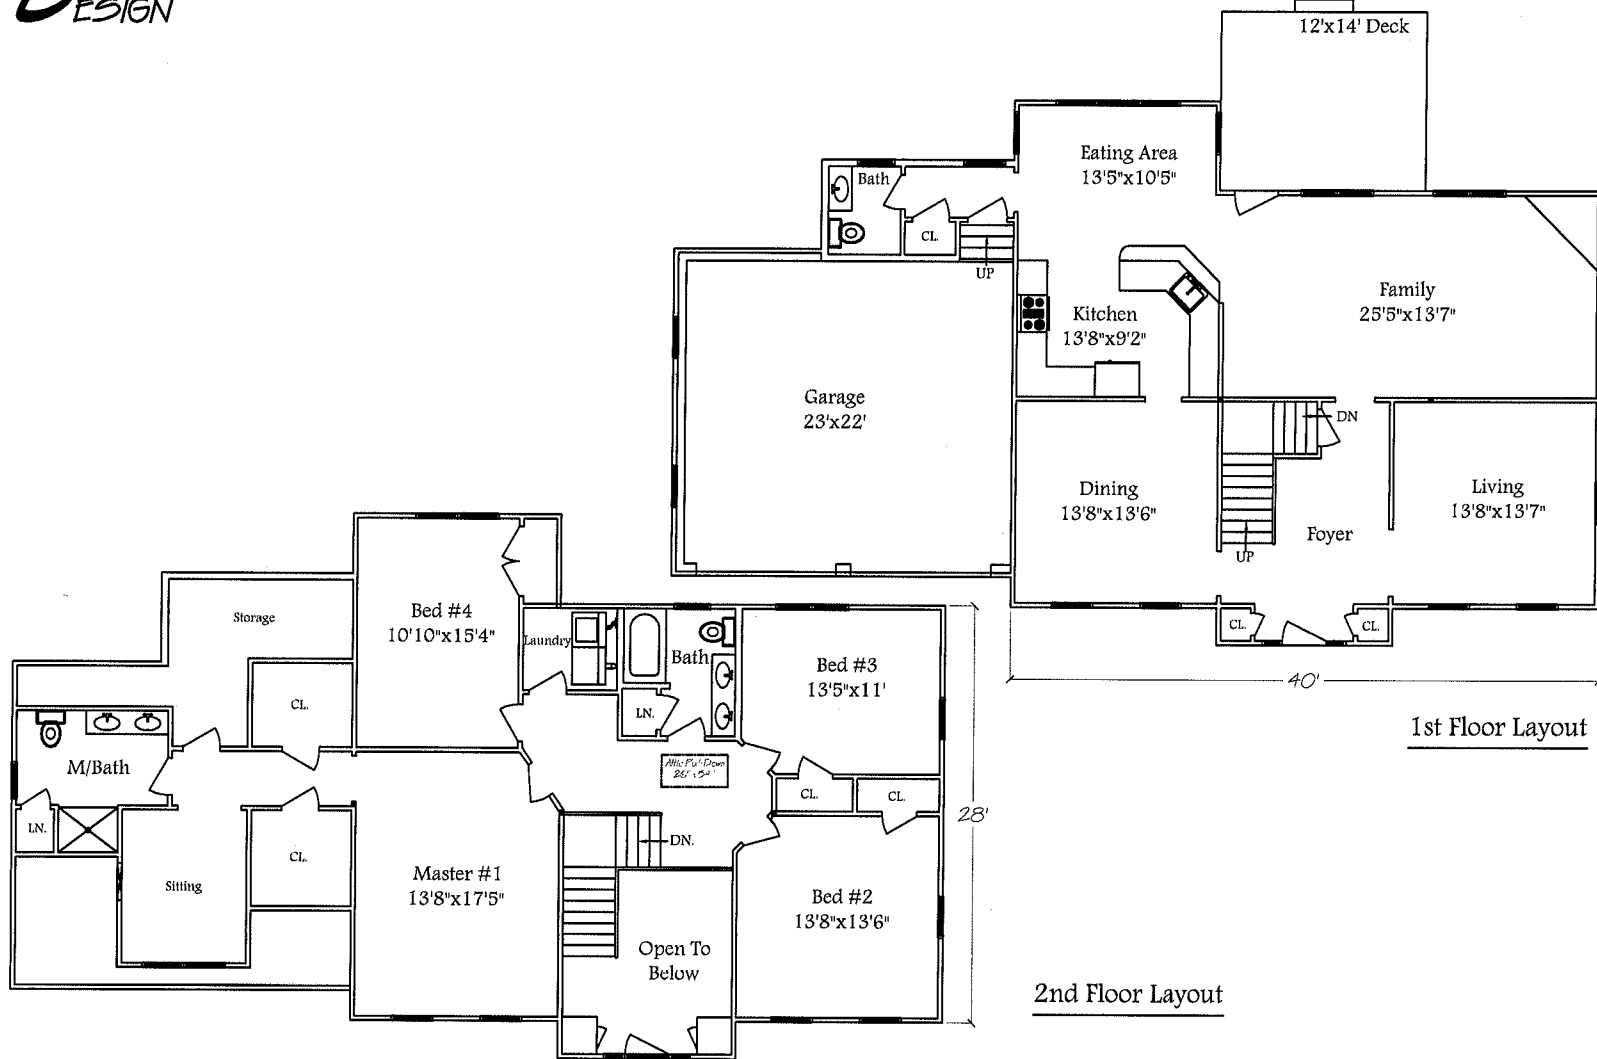 DESIGN
12'x14' Deck
Eating Area
13'5"x10'5"
Bath
CL.
UP
Family
25'5"x13'7"
Kitchen
13'8"x9'2"
Garage
23'x22'
DN
Dining
13'8"x13'6"
Living
13'8"x13'7"
Foyer
UP
CL.
CL.
40'
1st Floor Layout
Bed #4
10'10"x15'4"
Storage
Laundry
Bath
Bed #3
13'5"x11'
CL.
LN.
M/Bath
Attic Pull-Down
CL.
CL.
28'
LN.
CL.
DN.
Sitting
Master #1
13'8"x17'5"
Bed #2
13'8"x13'6"
Open To
Below
2nd Floor Layout